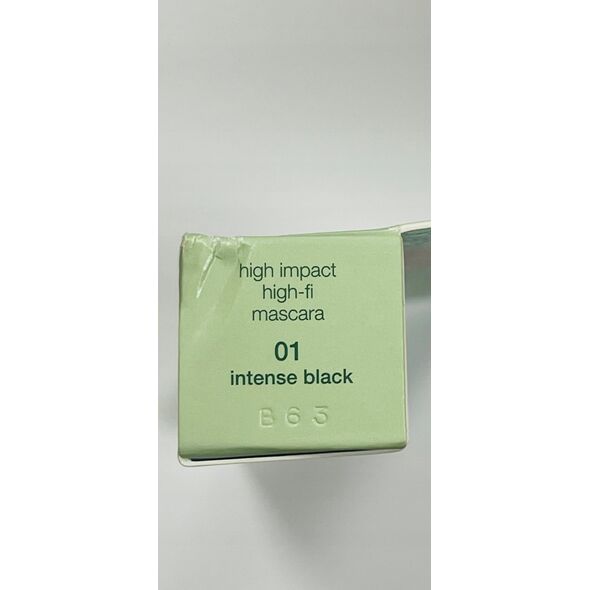 high impact
high-fi
mascara
01
intense black
B63